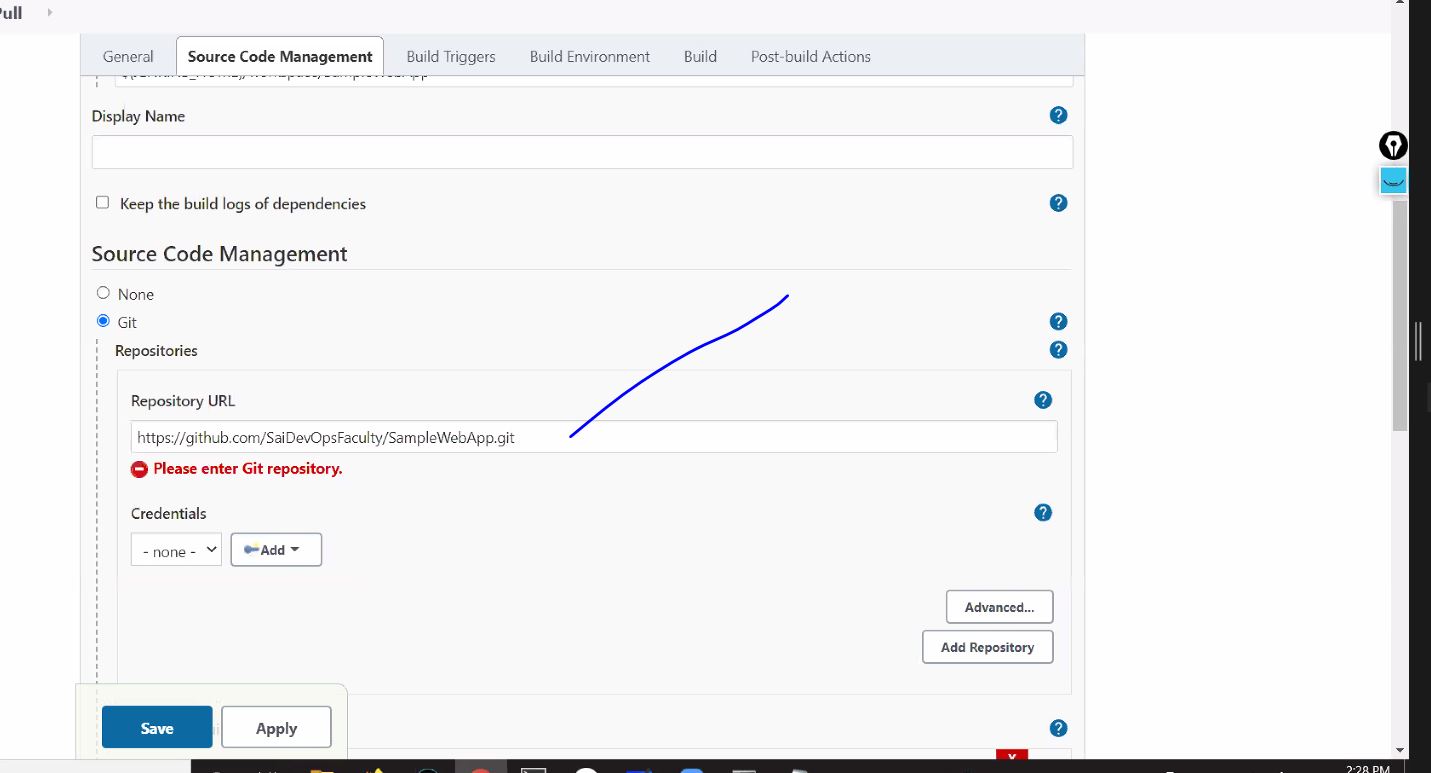 Pull
General Source Code Management Build Triggers Build Environment Build Post-build Actions
Display Name
Keep the build logs of dependencies
Source Code Management
None
Git
Repositories
Repository URL
https://github.com/SaiDevOpsFaculty/SampleWebApp.git
Please enter Git repository.
Credentials
- none - Add
Advanced...
Add Repository
Save Apply
X
2:28 PM